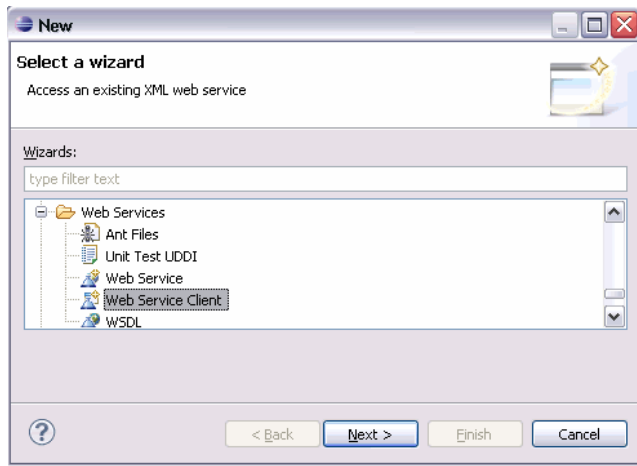 New
Select a wizard
Access an existing XML web service
Wizards:
type filter text
Web Services
Ant Files
Unit Test UDDI
Web Service
Web Service Client
WSDL
?
< Back
Next >
Finish
Cancel